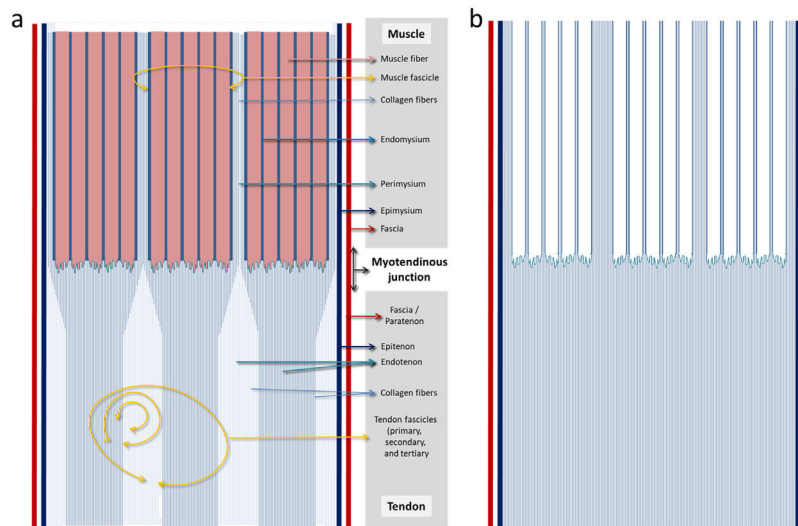 a
b
Muscle
Muscle fiber
Muscle fascicle
Collagen fibers
Endomysium
Perimysium
Epimysium
Fascia
Myotendinous
junction
Fascia /
Paratenon
Epitenon
Endotenon
Collagen fibers
Tendon fascicles
(primary,
secondary,
and tertiary
Tendon